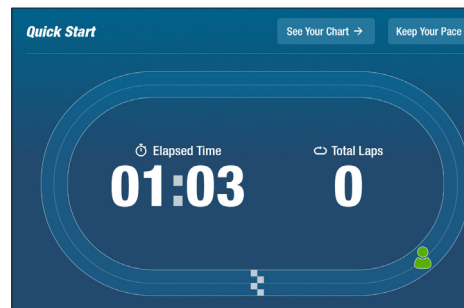 Quick Start
See Your Chart →
Keep Your Pace
Elapsed Time
01:03
Total Laps
0